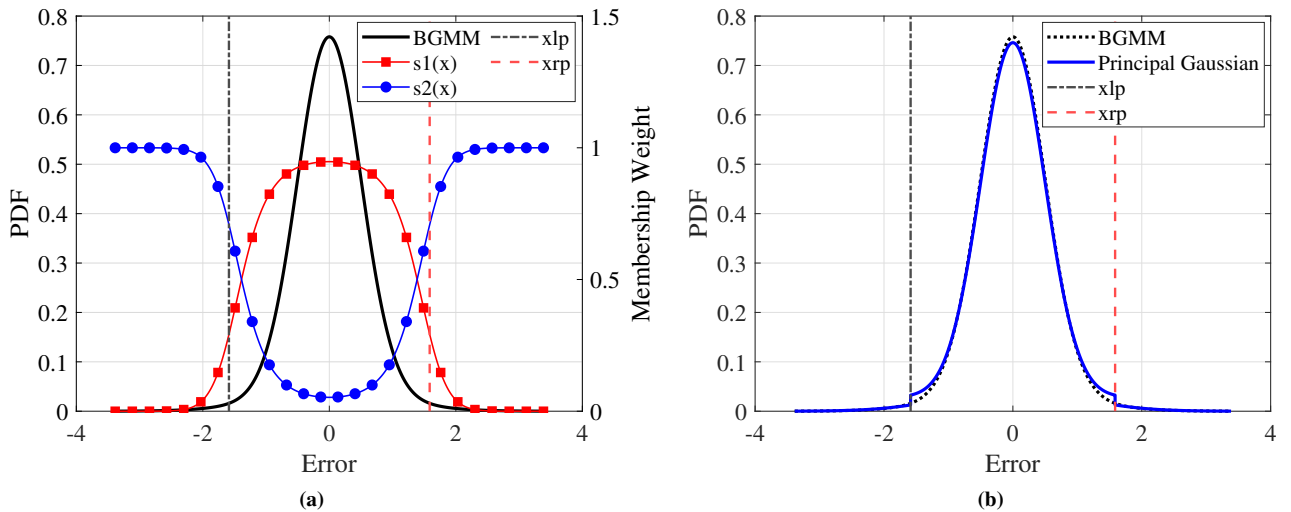 0.8
0.7
0.6
0.5
0.4
0.3
0.2
0.1
0
PDF
1.5
1
0.5
0
Membership Weight
BGMM
s1(x)
s2(x)
xlp
xrp
-4
-2
0
2
4
Error
(a)
0.8
0.7
0.6
0.5
0.4
0.3
0.2
0.1
0
PDF
BGMM
Principal Gaussian
xlp
xrp
-4
-2
0
2
4
Error
(b)